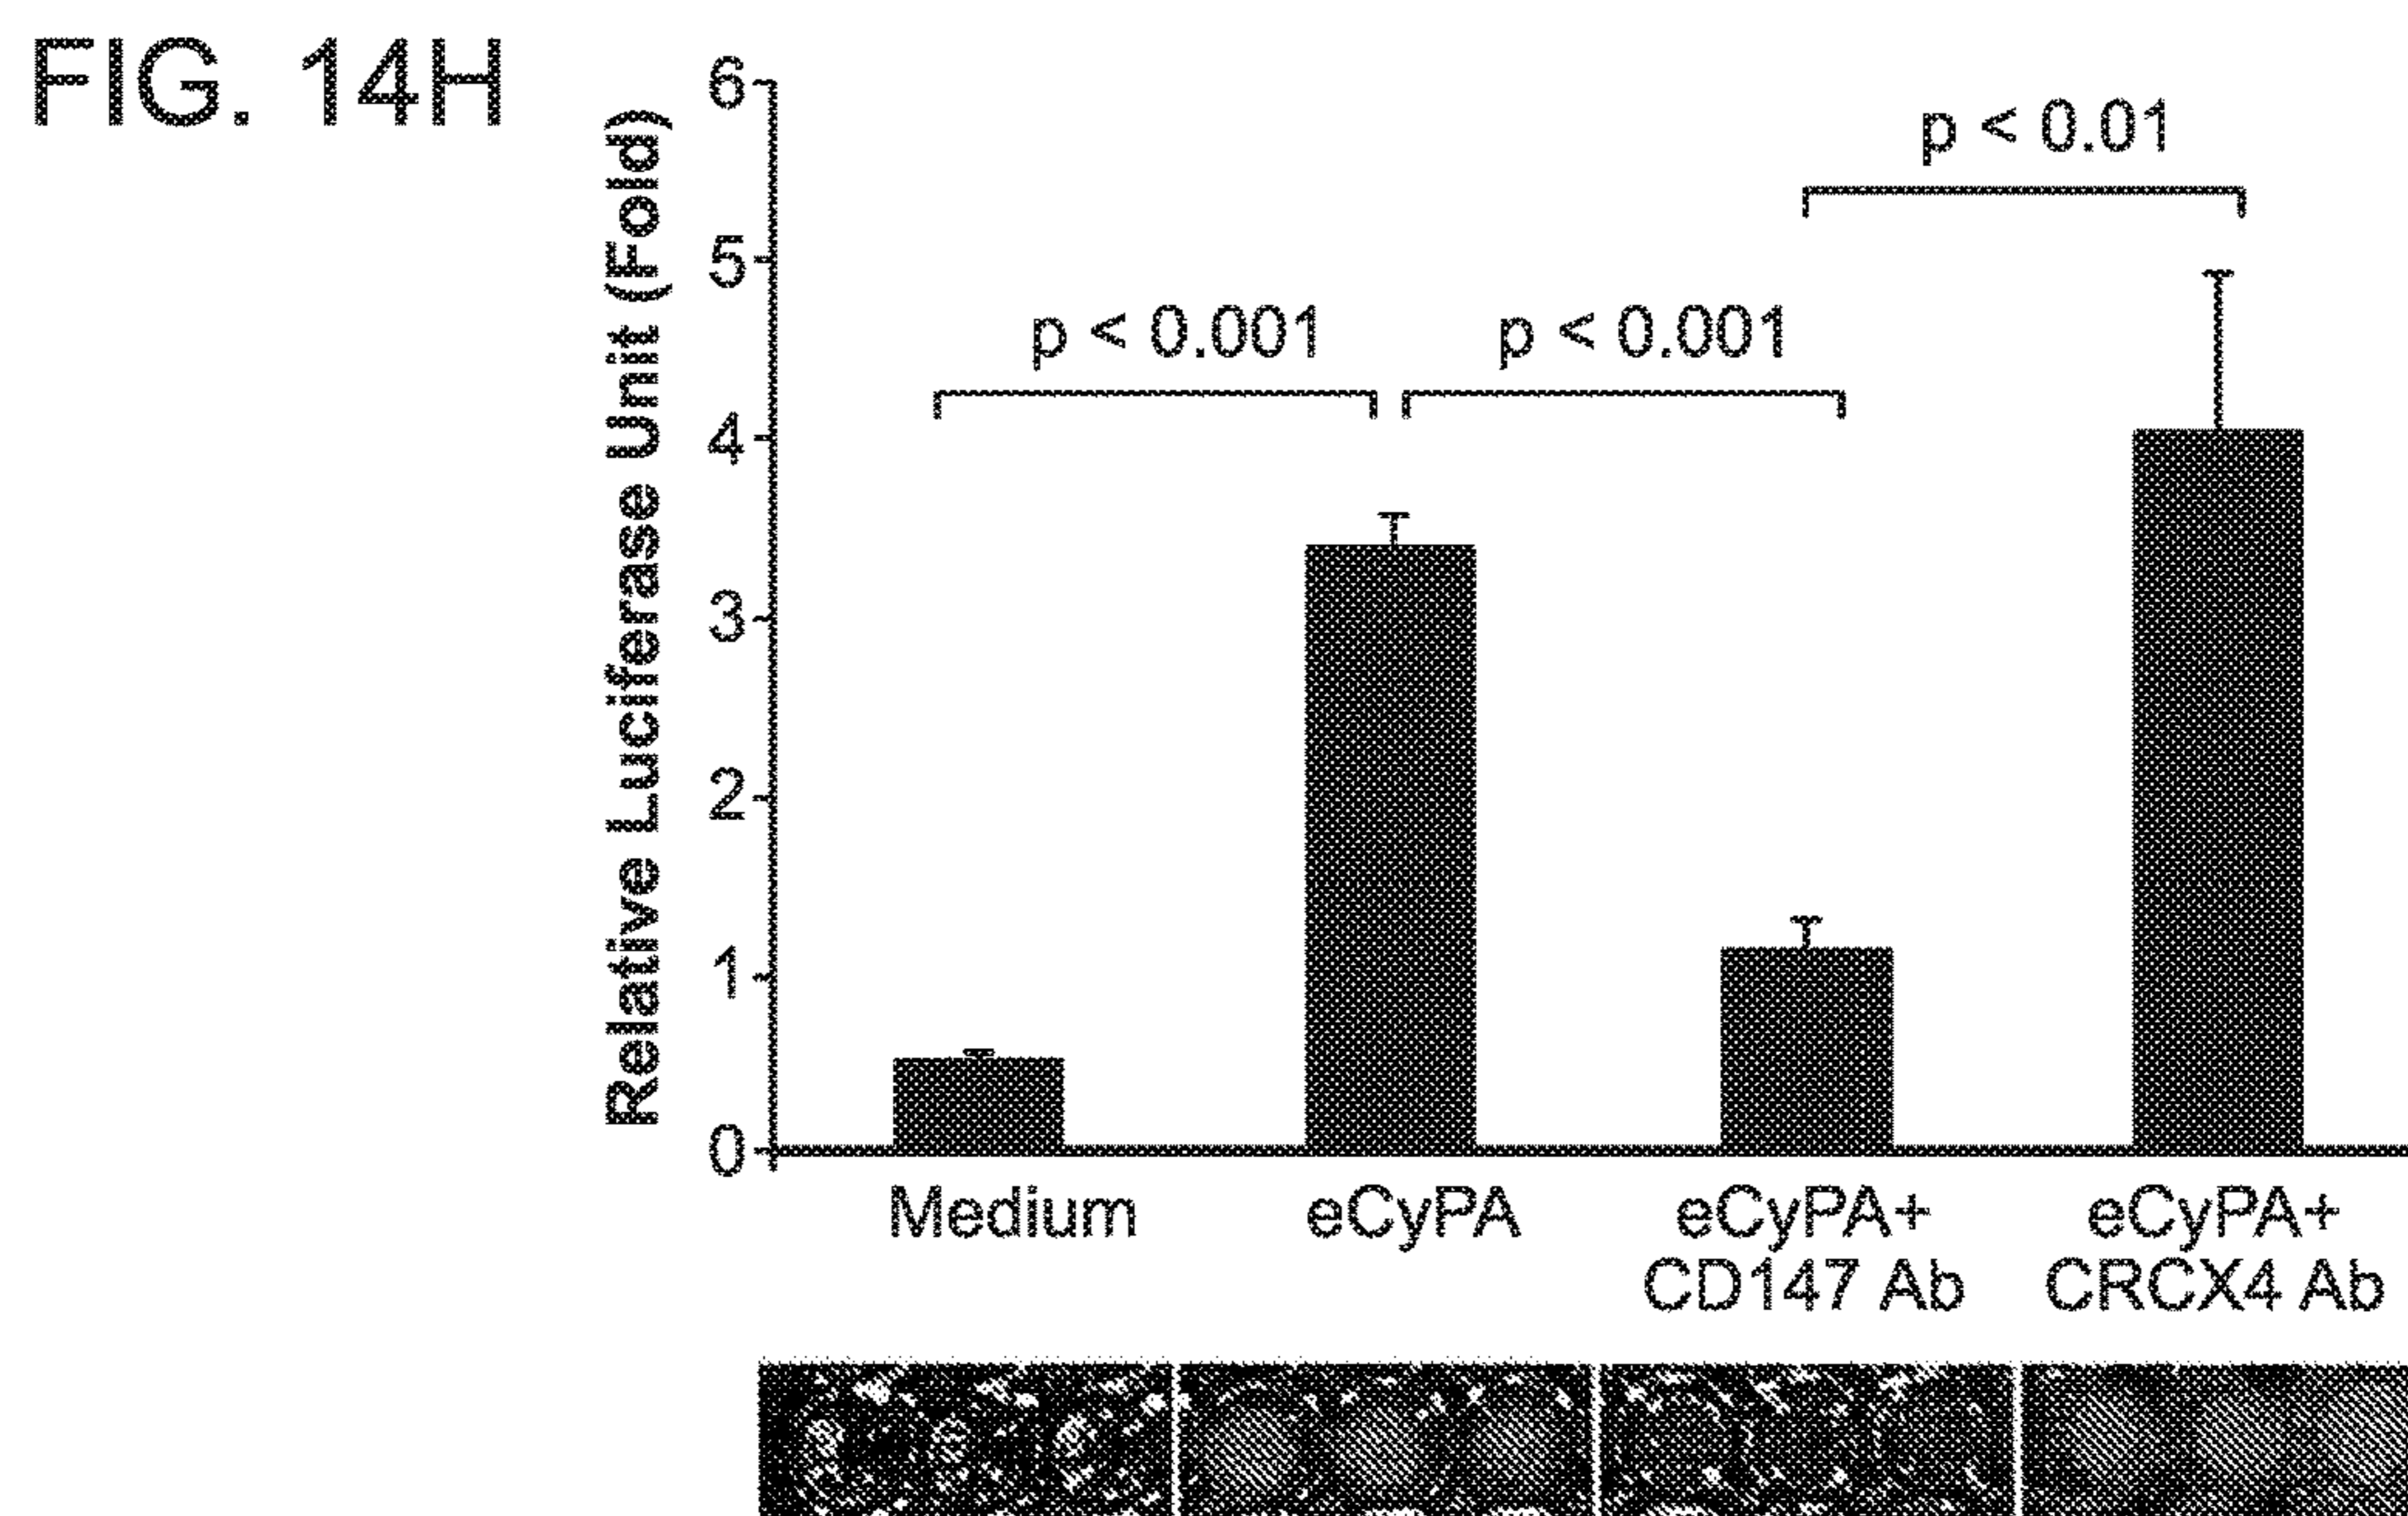 FIG. 14H
Relative Luciferase Unit (Fold)
6
5
4
3
2
1
0
p < 0.01
p < 0.001
p < 0.001
Medium
eCyPA
eCyPA+
CD147 Ab
eCyPA+
CRCX4 Ab